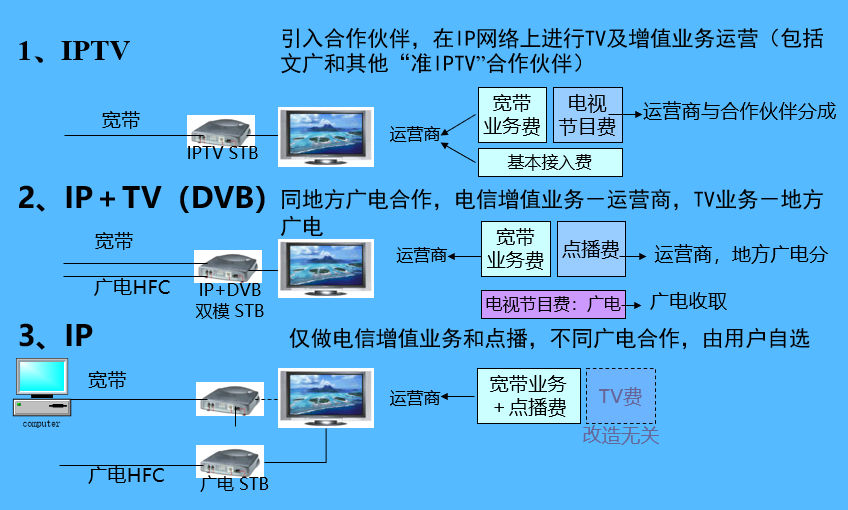 1、IPTV
引入合作伙伴，在IP网络上进行TV及增值业务运营（包括
文广和其他“准IPTV”合作伙伴）
宽带
IPTV STB
运营商
宽带
业务费
电视
节目费
运营商与合作伙伴分成
基本接入费
2、IP＋TV（DVB）
同地方广电合作，电信增值业务－运营商，TV业务－地方
广电
宽带
广电HFC
IP+DVB
双模 STB
运营商
宽带
业务费
点播费
运营商，地方广电分
电视节目费：广电
广电收取
3、IP
仅做电信增值业务和点播，不同广电合作，由用户自选
computer
宽带
运营商
宽带业务
＋点播费
TV费
改造无关
广电HFC
广电 STB